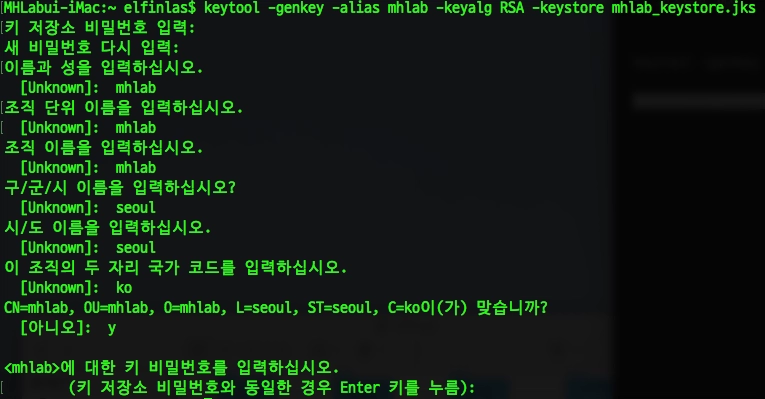 MHLabui-iMac:~ elfinlas$ keytool -genkey -alias mhlab -keyalg RSA -keystore mhlab_keystore.jks
[키 저장소 비밀번호 입력:
새 비밀번호 다시 입력:
[이름과 성을 입력하십시오.
[Unknown]: mhlab
[조직 단위 이름을 입력하십시오.
[ [Unknown]: mhlab
조직 이름을 입력하십시오.
[Unknown]: mhlab
구/군/시 이름을 입력하십시오?
[Unknown]: seoul
시/도 이름을 입력하십시오.
[Unknown]: seoul
이 조직의 두 자리 국가 코드를 입력하십시오.
[Unknown]: ko
CN=mhlab, OU=mhlab, O=mhlab, L=seoul, ST=seoul, C=ko이(가) 맞습니까?
[아니오]: y
<mhlab>에 대한 키 비밀번호를 입력하십시오.
[ (키 저장소 비밀번호와 동일한 경우 Enter 키를 누름):